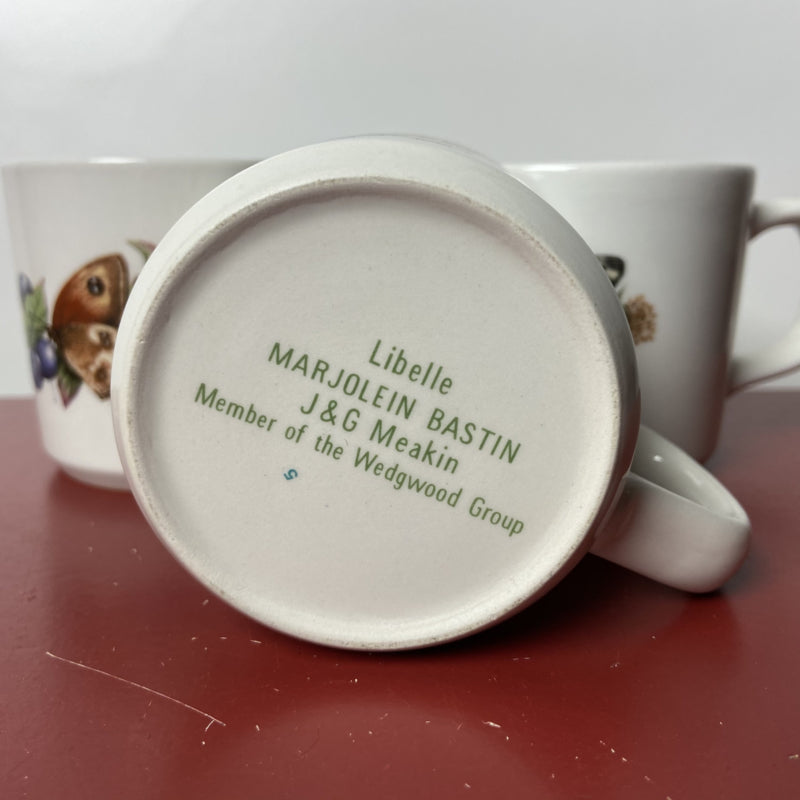 Libelle
MARJOLEIN BASTIN
J&G Meakin
Member of the Wedgwood Group
S